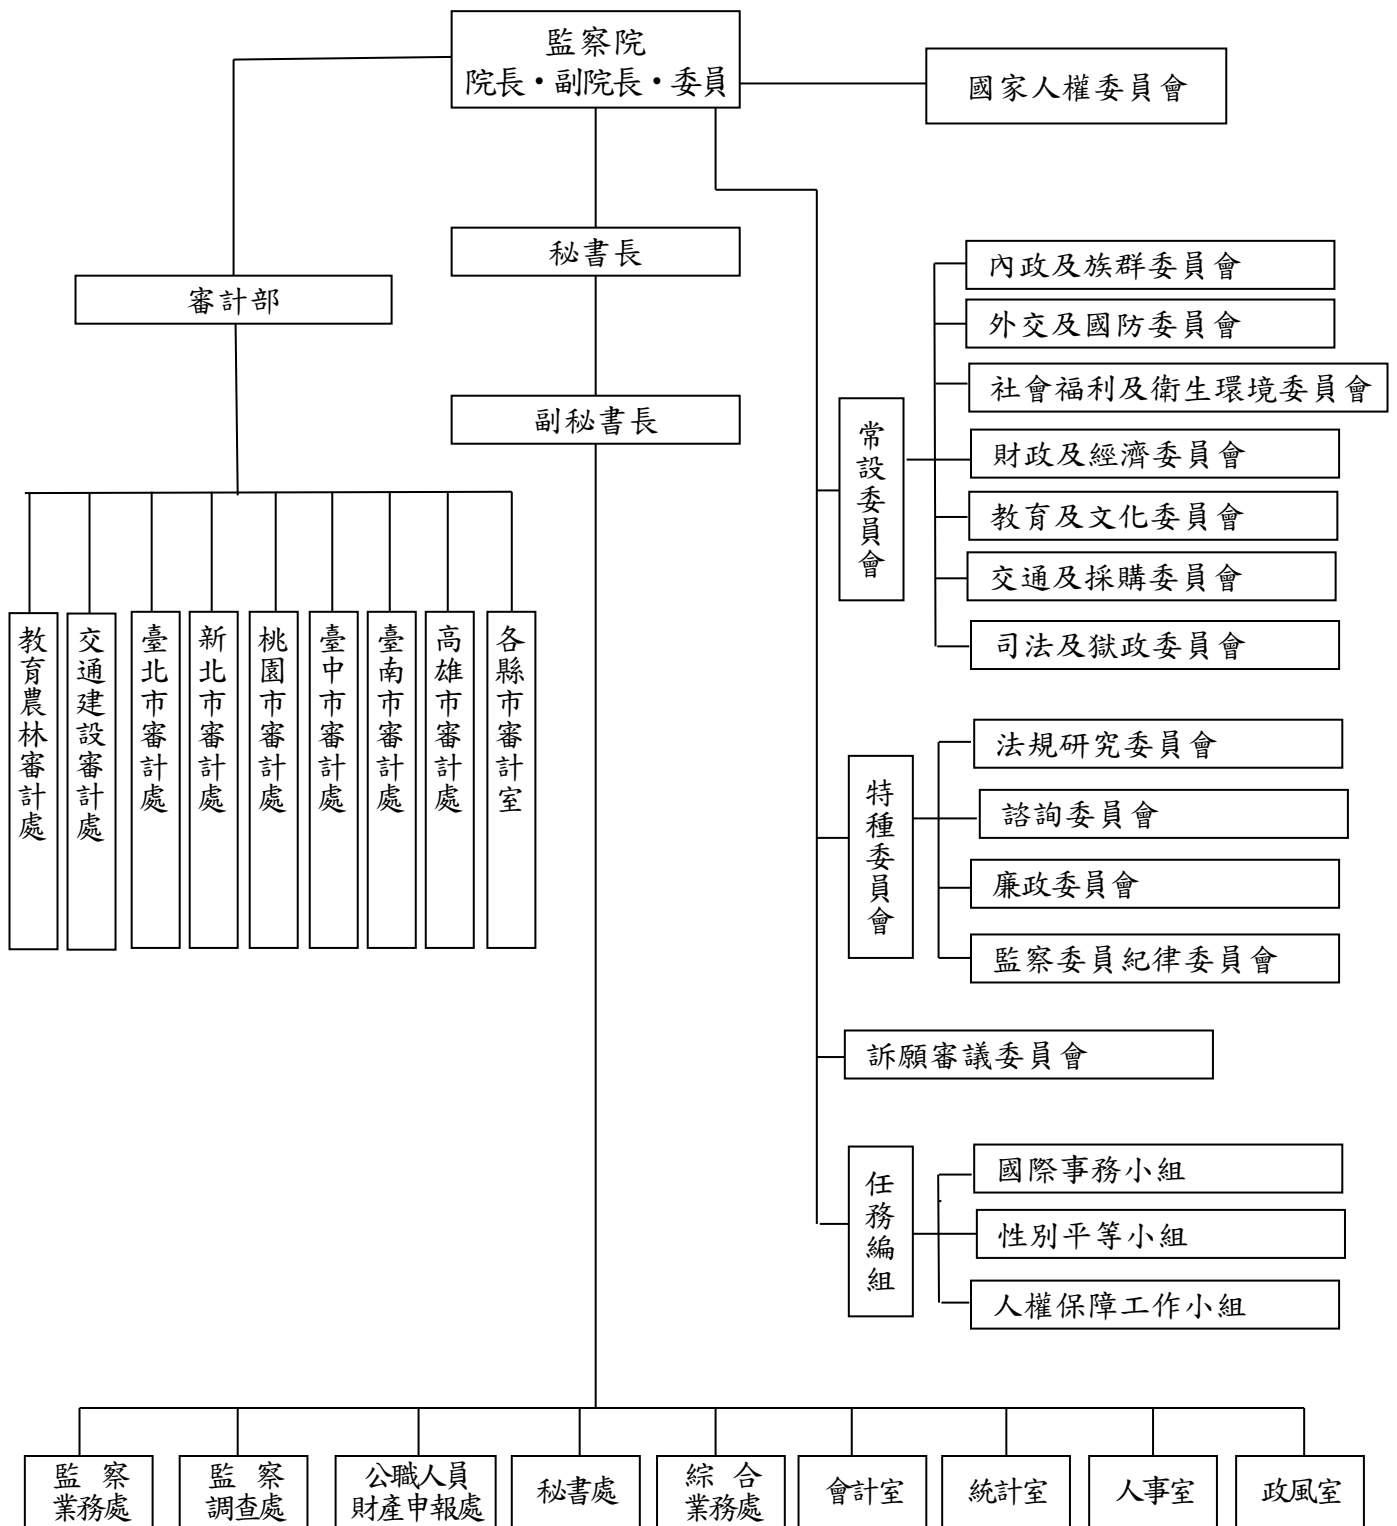 監察院
院長・副院長・委員
國家人權委員會
秘書長
審計部
副秘書長
教育農林審計處
交通建設審計處
臺北市審計處
新北市審計處
桃園市審計處
臺中市審計處
臺南市審計處
高雄市審計處
各縣市審計室
常設委員會
內政及族群委員會
外交及國防委員會
社會福利及衛生環境委員會
財政及經濟委員會
教育及文化委員會
交通及採購委員會
司法及獄政委員會
特種委員會
法規研究委員會
諮詢委員會
廉政委員會
監察委員紀律委員會
訴願審議委員會
任務編組
國際事務小組
性別平等小組
人權保障工作小組
監察
業務處
監察
調查處
公職人員
財產申報處
秘書處
綜合
業務處
會計室
統計室
人事室
政風室